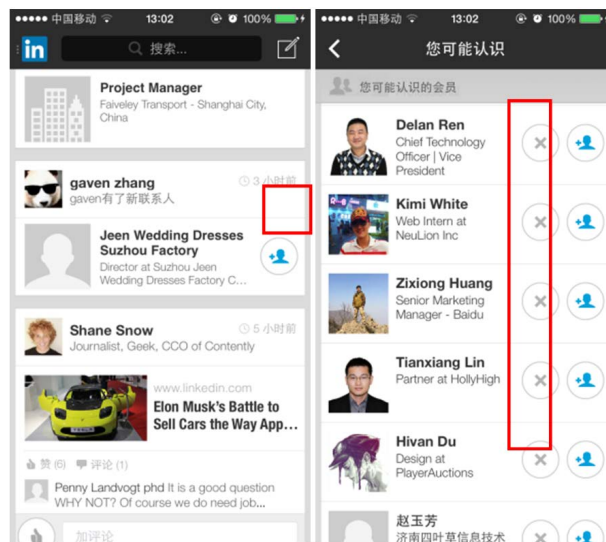 中国移动 13:02 100%
in 搜索...
Project Manager
Faiveley Transport - Shanghai City,
China
gaven zhang 3 小时前
gaven有了新联系人
Jeen Wedding Dresses
Suzhou Factory
Director at Suzhou Jeen
Wedding Dresses Factory C...
Shane Snow 5 小时前
Journalist, Geek, CCO of Contently
www.linkedin.com
Elon Musk's Battle to
Sell Cars the Way App...
赞 (6) 评论 (1)
Penny Landvogt phd It is a good question
WHY NOT? Of course we do need job...
加评论
中国移动 13:02 100%
您可能认识
您可能认识的会员
Delan Ren
Chief Technology
Officer | Vice
President
Kimi White
Web Intern at
NeuLion Inc
Zixiong Huang
Senior Marketing
Manager - Baidu
Tianxiang Lin
Partner at HollyHigh
Hivan Du
Design at
PlayerAuctions
赵玉芳
济南四叶草信息技术